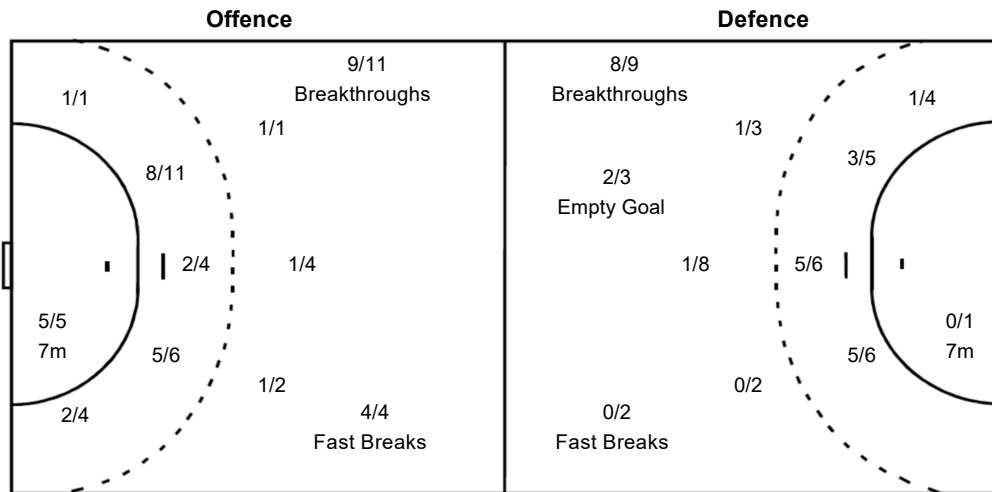 Offence
Defence
9/11
Breakthroughs
8/9
Breakthroughs
1/1
1/4
1/1
1/3
8/11
3/5
2/3
Empty Goal
2/4
1/4
1/8
5/6
5/5
7m
0/1
7m
5/6
5/6
1/2
0/2
2/4
4/4
Fast Breaks
0/2
Fast Breaks